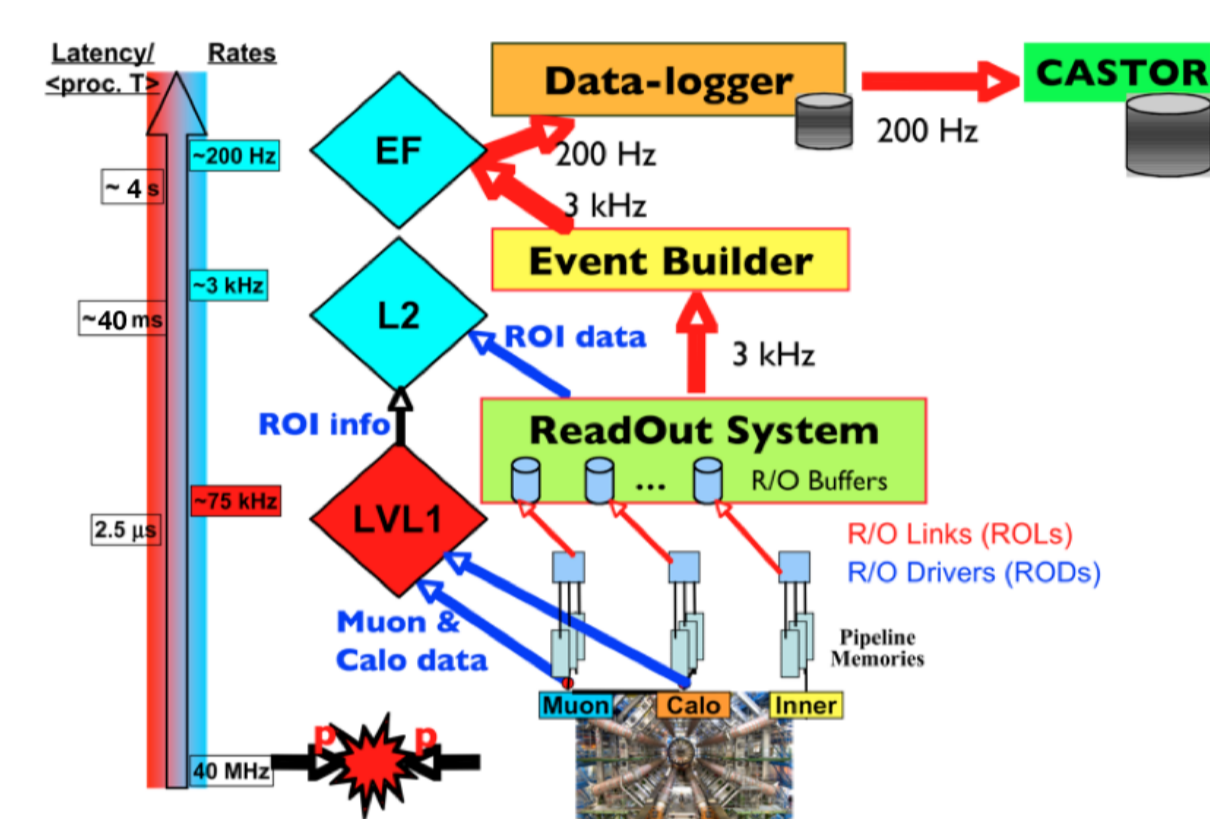 Latency/
<proc. T>
Rates
~200 Hz
~ 4 s
~3 kHz
~40 ms
~75 kHz
2.5 µs
40 MHz
p
p
EF
L2
ROI info
LVL1
Muon &
Calo data
Data-logger
200 Hz
CASTOR
200 Hz
3 kHz
Event Builder
ROI data
3 kHz
ReadOut System
...
R/O Buffers
R/O Links (ROLs)
R/O Drivers (RODs)
Pipeline
Memories
Muon
Calo
Inner